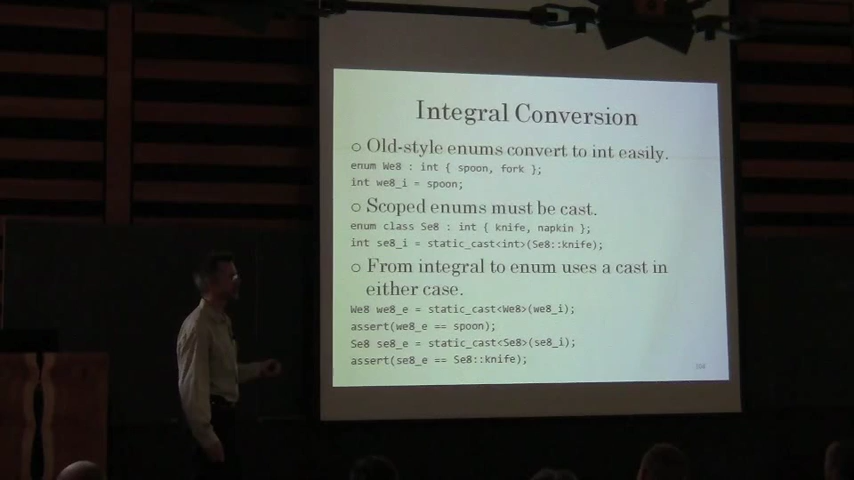 Integral Conversion
Old-style enums convert to int easily.
enum We8 : int { spoon, fork };
int we8_i = spoon;
Scoped enums must be cast.
enum class Se8 : int { knife, napkin };
int se8_i = static_cast<int>(Se8::knife);
From integral to enum uses a cast in
either case.
We8 we8_e = static_cast<We8>(we8_i);
assert(we8_e == spoon);
Se8 se8_e = static_cast<Se8>(se8_i);
assert(se8_e == Se8::knife);